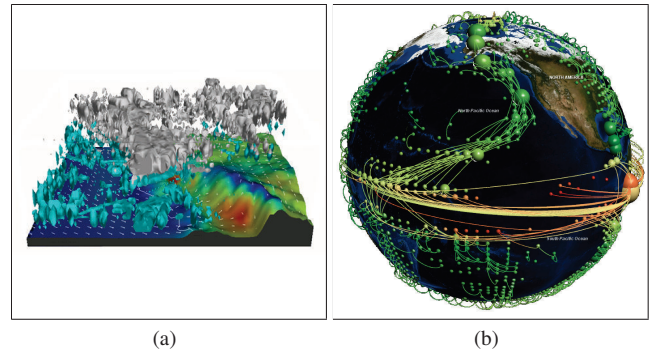 NORTH AMERICA
North Pacific Ocean
South Pacific Ocean
(a)
(b)